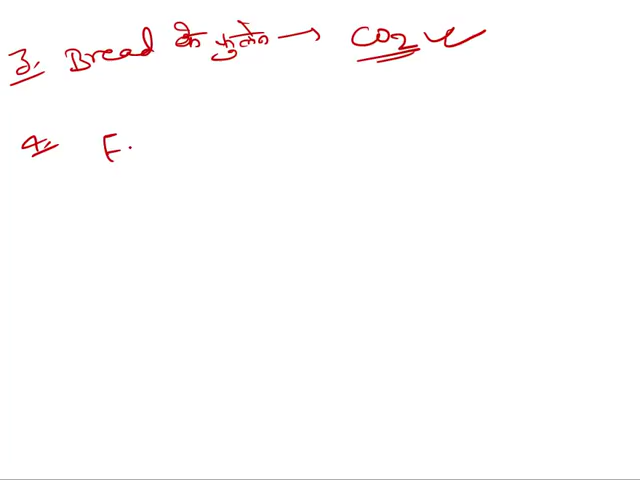 3. Bread के फुलने → CO2 ✓
4. F.